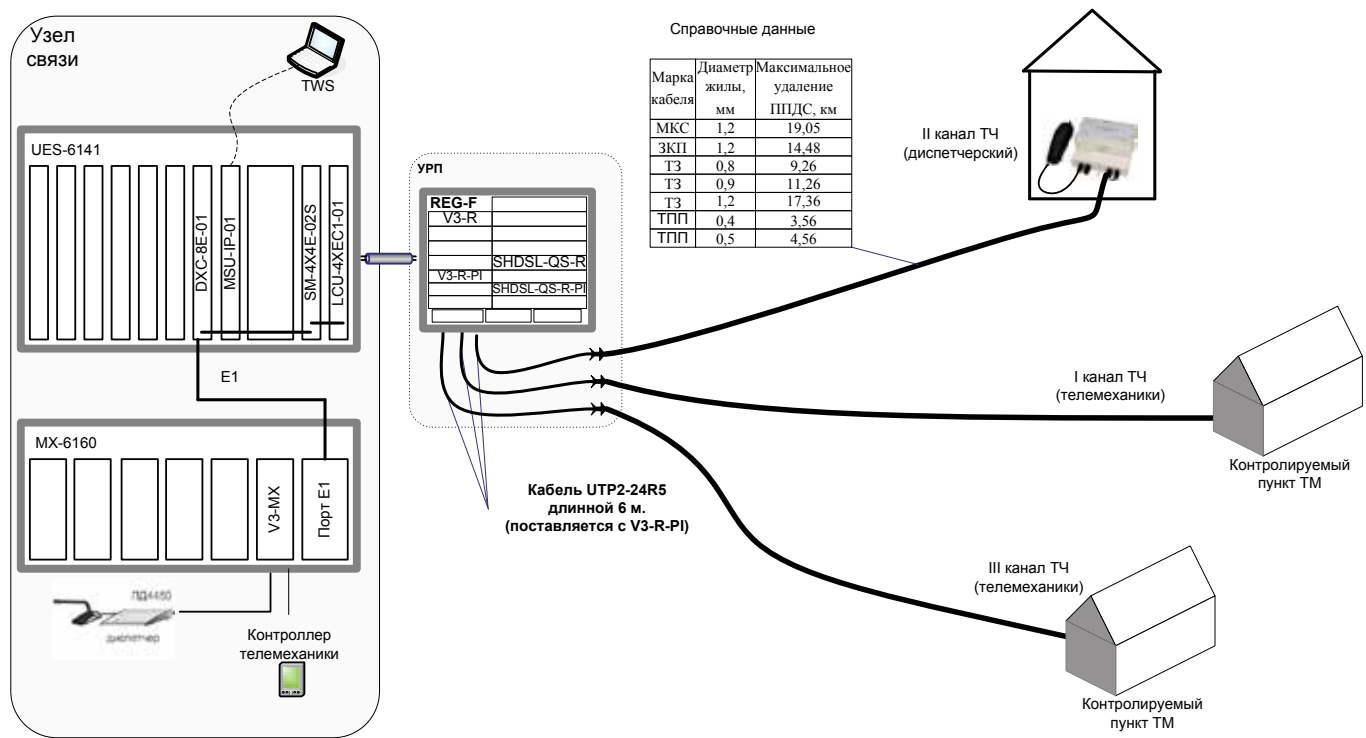 Узел
связи
TWS
UES-6141
DXC-8E-01
MSU-IP-01
SM-4X4E-02S
LCU-4XEC1-01
E1
MX-6160
V3-MX
Порт E1
ПД4460
диспетчер
Контроллер
телемеханики
УРП
REG-F
V3-R
SHDSL-QS-R
V3-R-PI
SHDSL-QS-R-PI
Кабель UTP2-24R5
длинной 6 м.
(поставляется с V3-R-PI)
Справочные данные
Марка кабеля Диаметр жилы, мм Максимальное удаление ППДС, км
МКС 1,2 19,05
ЗКП 1,2 14,48
ТЗ 0,8 9,26
ТЗ 0,9 11,26
ТЗ 1,2 17,36
ТПП 0,4 3,56
ТПП 0,5 4,56
II канал ТЧ
(диспетчерский)
I канал ТЧ
(телемеханики)
Контролируемый
пункт ТМ
III канал ТЧ
(телемеханики)
Контролируемый
пункт ТМ